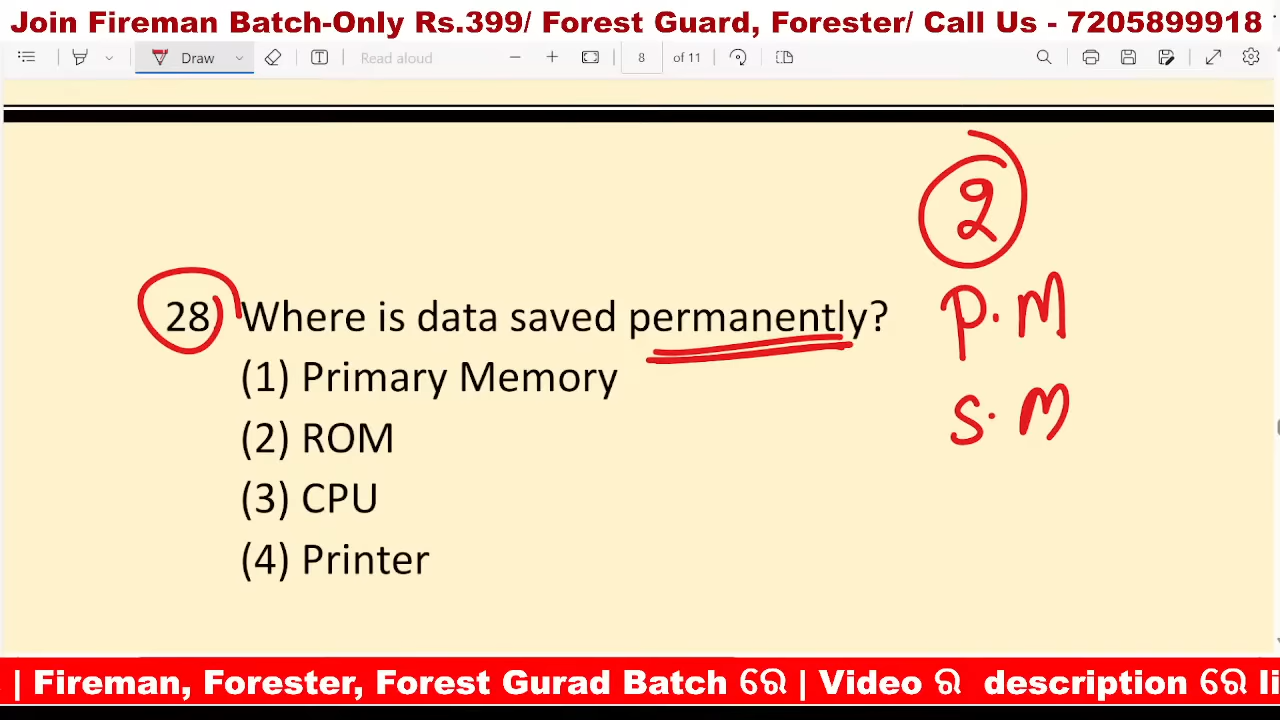 Join Fireman Batch-Only Rs.399/ Forest Guard, Forester/ Call Us - 7205899918
Draw
Read aloud
8 of 11
2
28) Where is data saved permanently?
P.M
(1) Primary Memory
S.M
(2) ROM
(3) CPU
(4) Printer
| Fireman, Forester, Forest Gurad Batch ରେ | Video ର description ରେ li